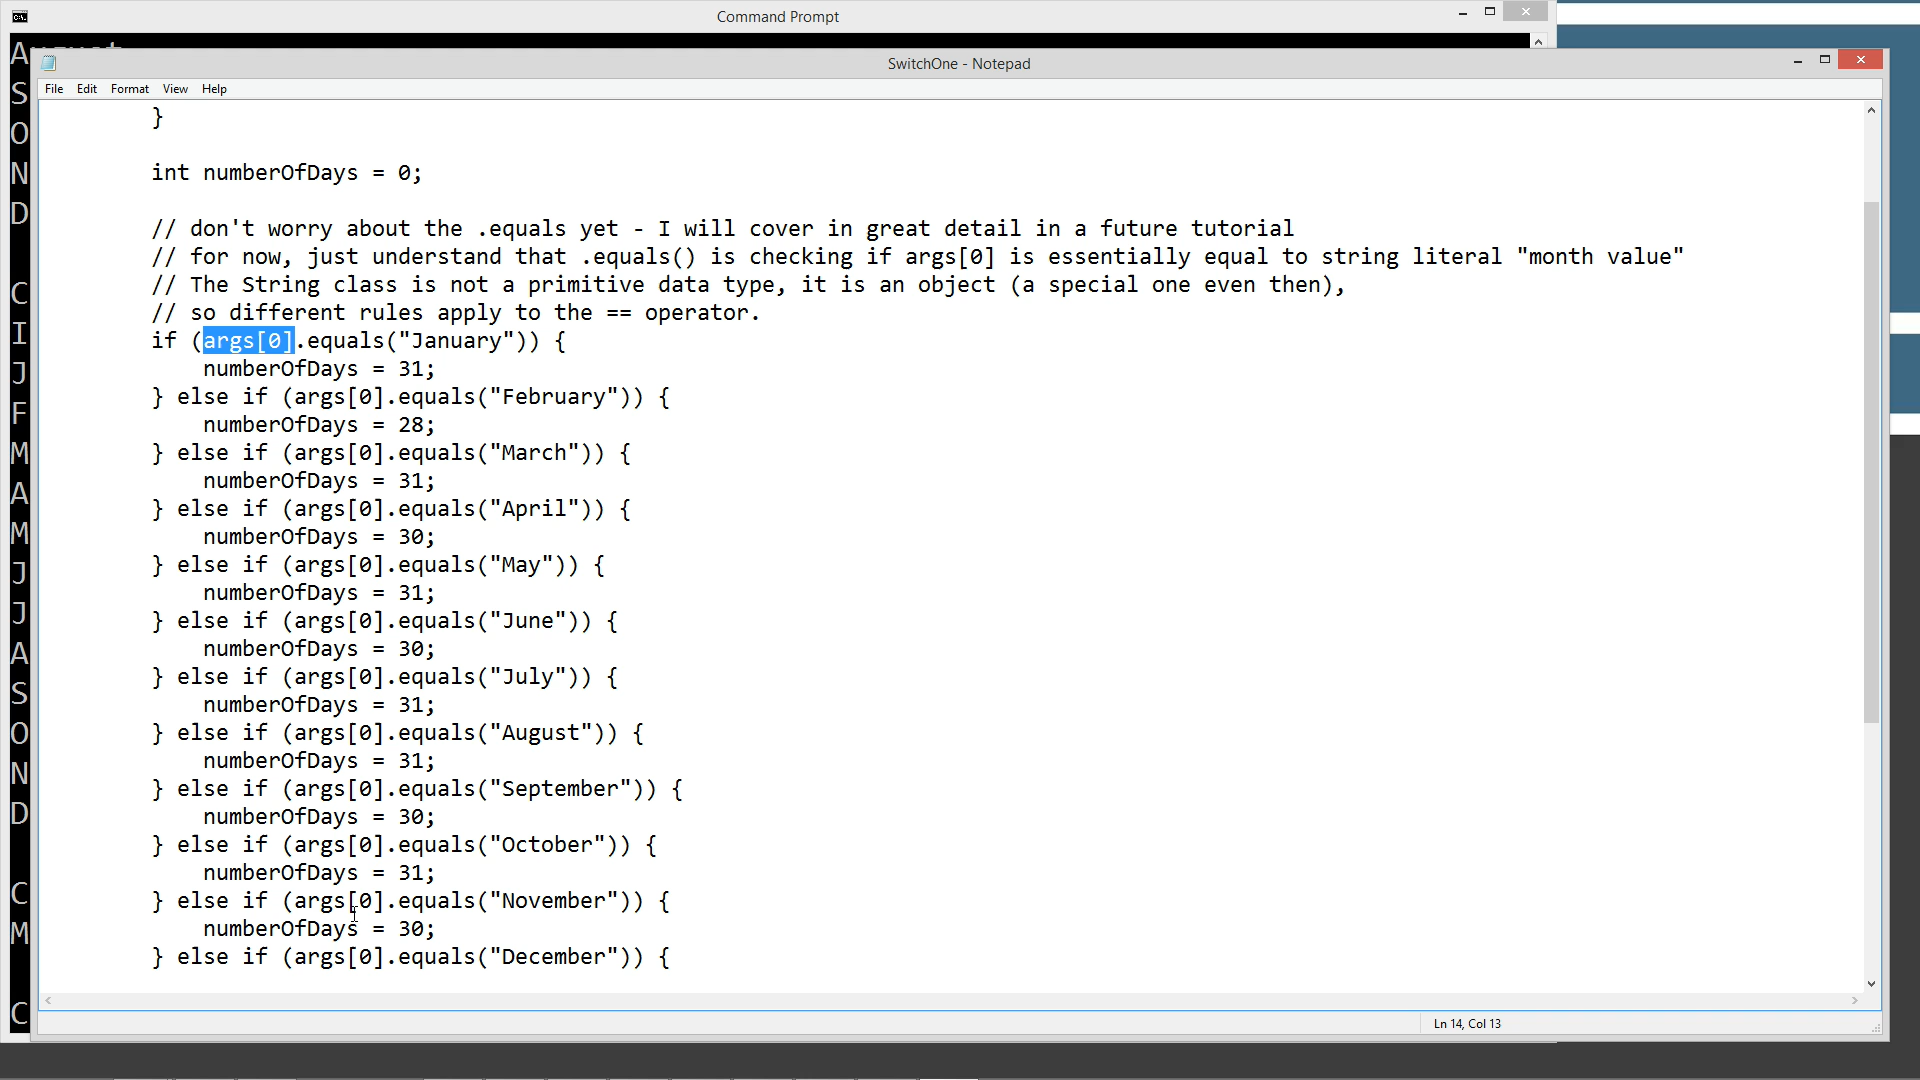 Command Prompt
SwitchOne - Notepad
File Edit Format View Help
}
int numberOfDays = 0;
// don't worry about the .equals yet - I will cover in great detail in a future tutorial
// for now, just understand that .equals() is checking if args[0] is essentially equal to string literal "month value"
// The String class is not a primitive data type, it is an object (a special one even then),
// so different rules apply to the == operator.
if (args[0].equals("January")) {
numberOfDays = 31;
} else if (args[0].equals("February")) {
numberOfDays = 28;
} else if (args[0].equals("March")) {
numberOfDays = 31;
} else if (args[0].equals("April")) {
numberOfDays = 30;
} else if (args[0].equals("May")) {
numberOfDays = 31;
} else if (args[0].equals("June")) {
numberOfDays = 30;
} else if (args[0].equals("July")) {
numberOfDays = 31;
} else if (args[0].equals("August")) {
numberOfDays = 31;
} else if (args[0].equals("September")) {
numberOfDays = 30;
} else if (args[0].equals("October")) {
numberOfDays = 31;
} else if (args[0].equals("November")) {
numberOfDays = 30;
} else if (args[0].equals("December")) {
Ln 14, Col 13
A
S
O
N
D
C
I
J
F
M
A
M
J
J
A
S
O
N
D
C
M
C